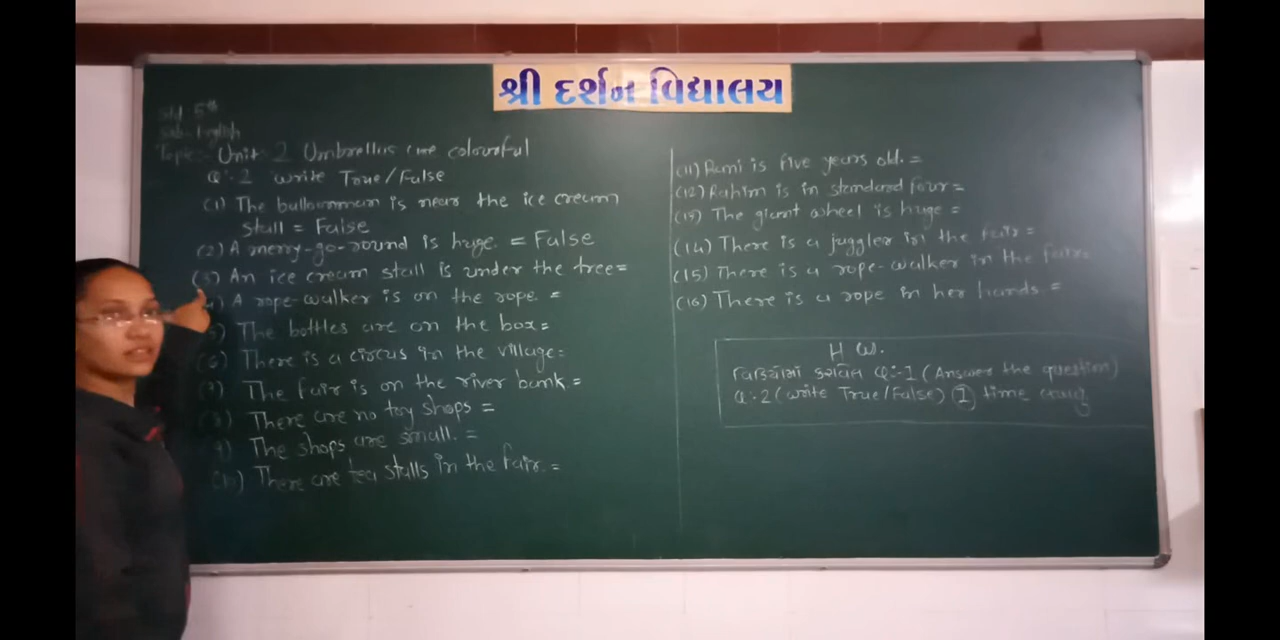 શ્રી દર્શન વિદ્યાલય
Std 5th
Sub:- English
Topic:- Unit 2 Umbrellas are colourful
Q:-2 Write True/False
(1) The balloonman is near the ice cream
stall = False
(2) A merry-go-round is huge. = False
(3) An ice cream stall is under the tree=
(4) A rope-walker is on the rope. =
(5) The bottles are on the box=
(6) There is a circus in the village=
(7) The fair is on the river bank=
(8) There are no toy shops =
(9) The shops are small. =
(10) There are tea stalls in the fair. =
(11) Rami is five years old. =
(12) Rahim is in standard four=
(13) The giant wheel is huge =
(14) There is a juggler in the fair=
(15) There is a rope-walker in the fair=
(16) There is a rope in her hands =
H W.
Q:-1 (Answer the question)
Q:-2 (write True/False) 1 time